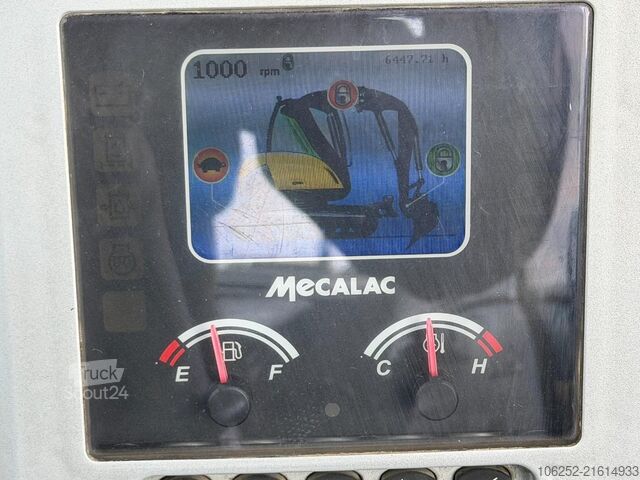 1000 rpm 6447.71 h
MECALAC
E F C H
Truck
Scout24
106252-21614933